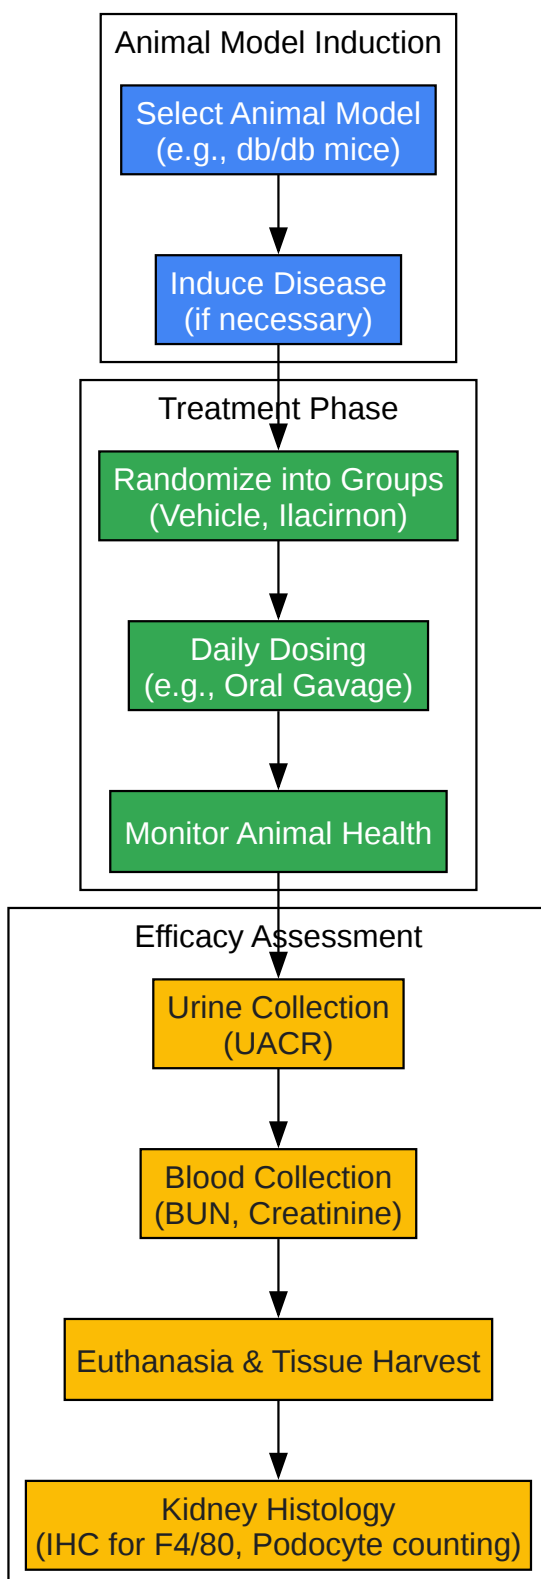 Animal Model Induction
Select Animal Model
(e.g., db/db mice)
Induce Disease
(if necessary)
Treatment Phase
Randomize into Groups
(Vehicle, Ilacirnon)
Daily Dosing
(e.g., Oral Gavage)
Monitor Animal Health
Efficacy Assessment
Urine Collection
(UACR)
Blood Collection
(BUN, Creatinine)
Euthanasia & Tissue Harvest
Kidney Histology
(IHC for F4/80, Podocyte counting)